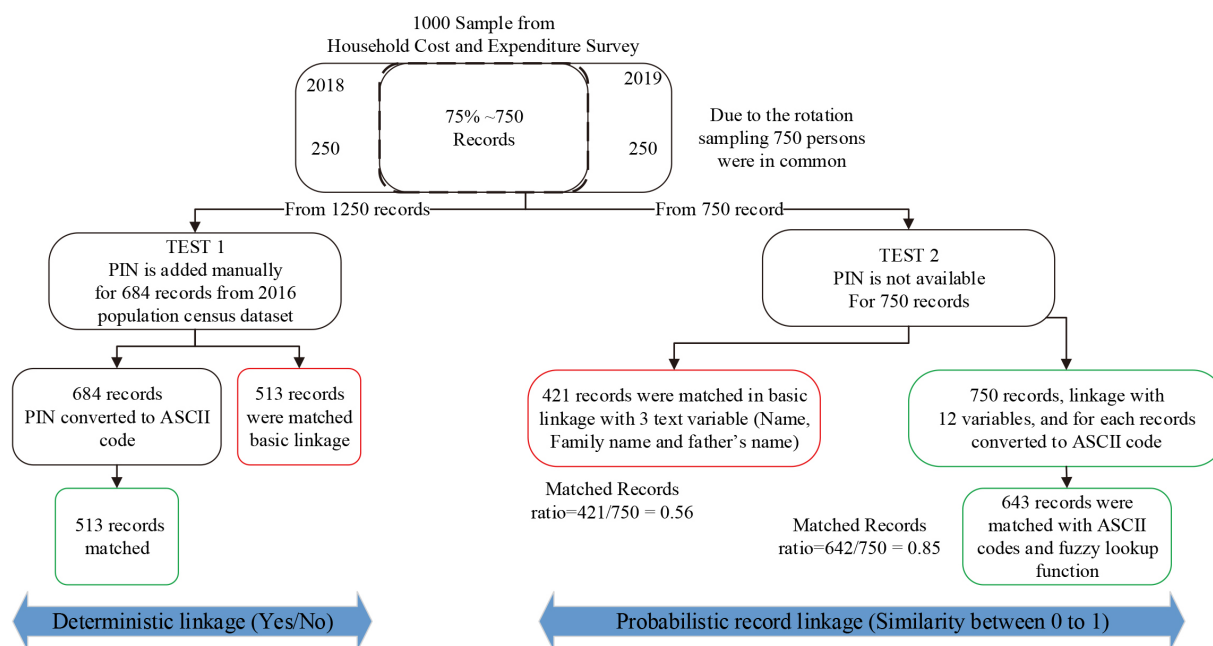 1000 Sample from
Household Cost and Expenditure Survey
2018
2019
75% ~750
Records
250
250
Due to the rotation
sampling 750 persons
were in common
From 1250 records
From 750 record
TEST 1
PIN is added manually
for 684 records from 2016
population census dataset
TEST 2
PIN is not available
For 750 records
684 records
PIN converted to ASCII
code
513 records
were matched
basic linkage
421 records were matched in basic
linkage with 3 text variable (Name,
Family name and father's name)
750 records, linkage with
12 variables, and for each records
converted to ASCII code
513 records
matched
Matched Records
ratio=421/750 = 0.56
Matched Records
ratio=642/750 = 0.85
643 records were
matched with ASCII
codes and fuzzy lookup
function
Deterministic linkage (Yes/No)
Probabilistic record linkage (Similarity between 0 to 1)